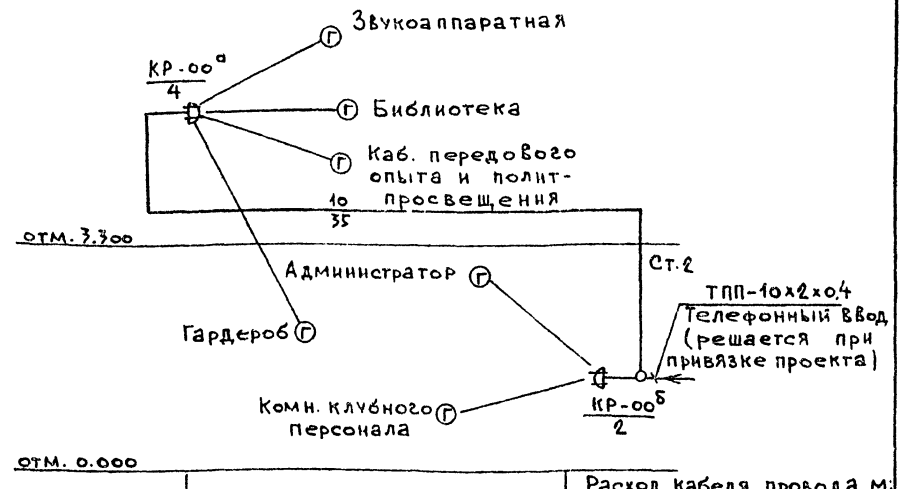 Звукоаппаратная
КР-00ª
4
Г
Г
Библиотека
Г
Каб. передового
опыта и полит-
просвещения
10
35
отм. 3.300
Администратор
Г
Ст.2
ТПП-10х2х0,4
Телефонный ввод
(решается при
привязке проекта)
Гардероб
Г
Комн. клубного
персонала
Г
КР-00б
2
отм. 0.000
Расход кабеля провода м: